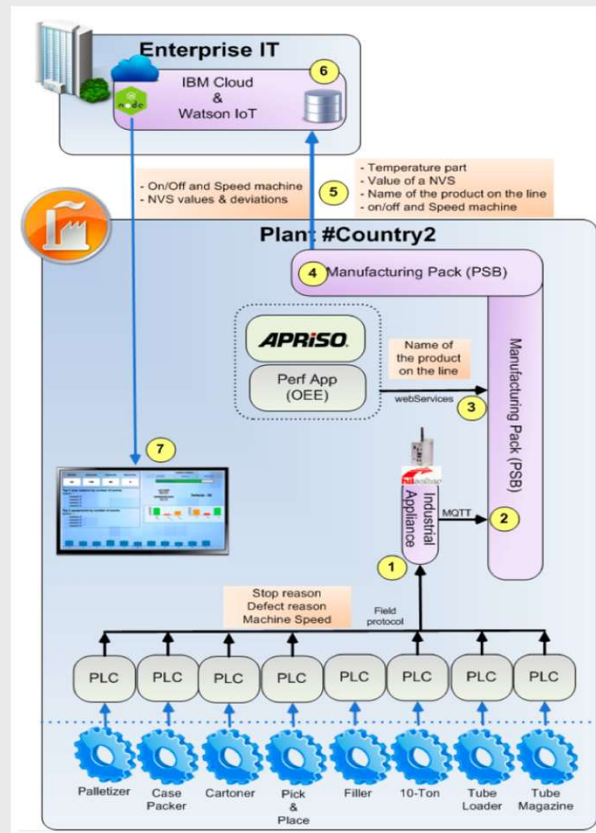 Enterprise IT
IBM Cloud
&
Watson IoT
6
node
- On/Off and Speed machine
- NVS values & deviations
5
- Temperature part
- Value of a NVS
- Name of the product on the line
- on/off and Speed machine
Plant #Country2
4
Manufacturing Pack (PSB)
APRISO
Perf App
(OEE)
Name of
the product
on the line
webServices
3
Manufacturing Pack (PSB)
7
hilscher
Industrial
Appliance
MQTT
2
1
Stop reason
Defect reason
Machine Speed
Field
protocol
PLC
PLC
PLC
PLC
PLC
PLC
PLC
PLC
Palletizer
Case
Packer
Cartoner
Pick
&
Place
Filler
10-Ton
Tube
Loader
Tube
Magazine